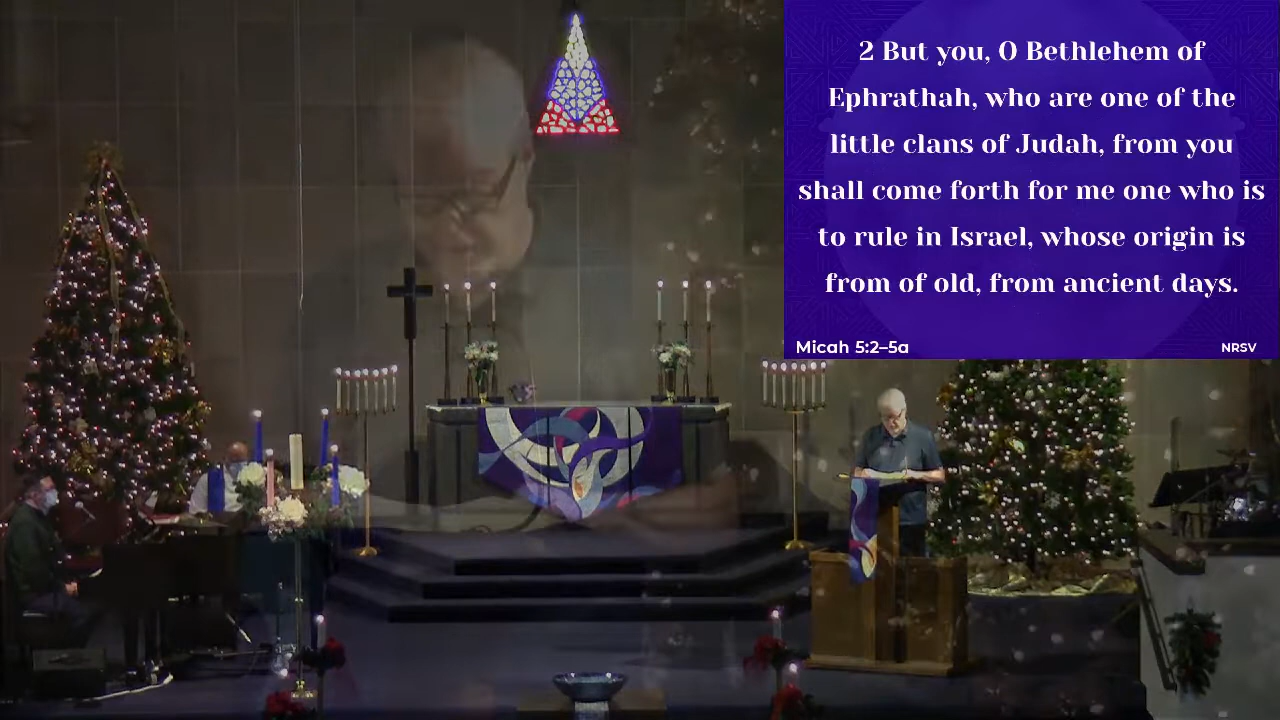 2 But you, O Bethlehem of
Ephrathah, who are one of the
little clans of Judah, from you
shall come forth for me one who is
to rule in Israel, whose origin is
from of old, from ancient days.
Micah 5:2–5a
NRSV